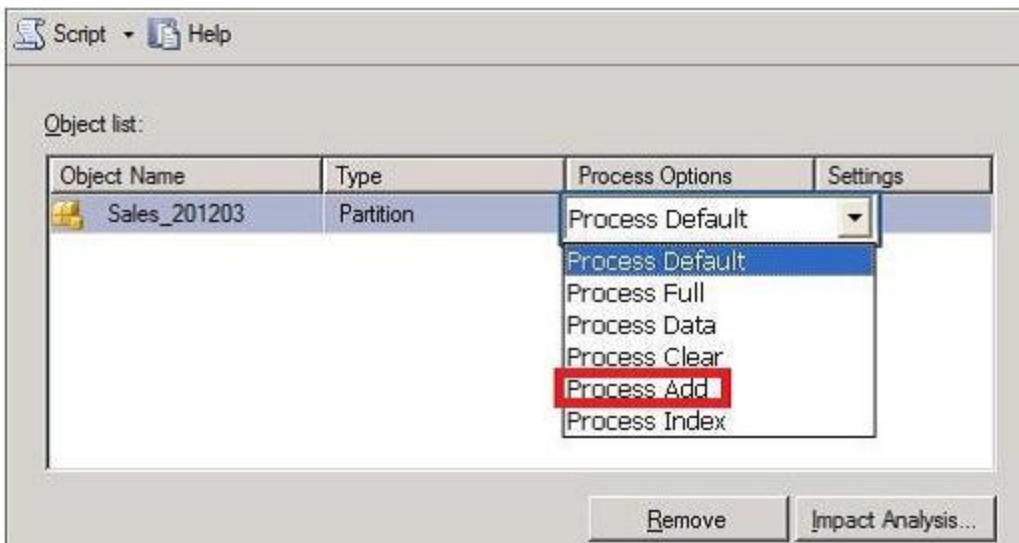 Script Help
Object list:
Object Name Type Process Options Settings
Sales_201203 Partition Process Default
Process Default
Process Full
Process Data
Process Clear
Process Add
Process Index
Remove Impact Analysis...